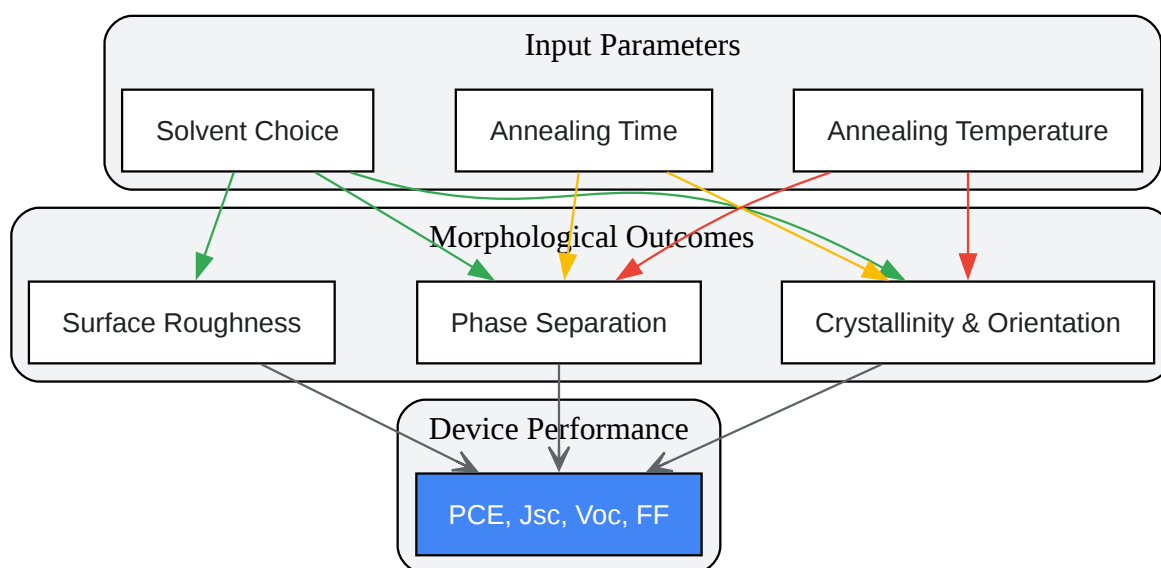 Input Parameters
Solvent Choice
Annealing Time
Annealing Temperature
Morphological Outcomes
Surface Roughness
Phase Separation
Crystallinity & Orientation
Device Performance
PCE, Jsc, Voc, FF